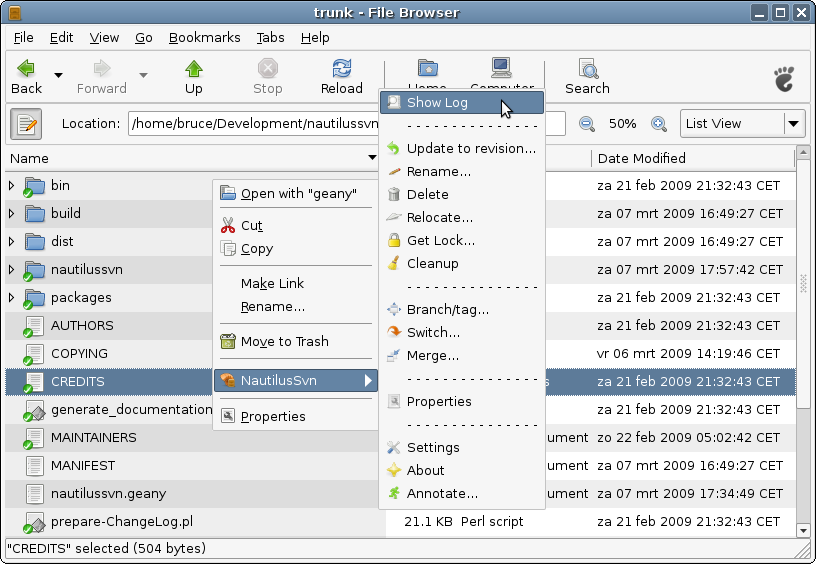 trunk - File Browser
File Edit View Go Bookmarks Tabs Help
Back Forward Up Stop Reload Home Computer Search
Location: /home/bruce/Development/nautilussvn 50% List View
Name Date Modified
bin za 21 feb 2009 21:32:43 CET
build za 07 mrt 2009 16:49:27 CET
dist za 07 mrt 2009 16:49:27 CET
nautilussvn za 07 mrt 2009 17:57:42 CET
packages za 21 feb 2009 21:32:43 CET
AUTHORS za 21 feb 2009 21:32:43 CET
COPYING vr 06 mrt 2009 14:19:46 CET
CREDITS za 21 feb 2009 21:32:43 CET
generate_documentation za 21 feb 2009 21:32:43 CET
MAINTAINERS ument zo 22 feb 2009 05:02:42 CET
MANIFEST ument za 07 mrt 2009 16:49:27 CET
nautilussvn.geany ument za 07 mrt 2009 17:34:49 CET
prepare-ChangeLog.pl 21.1 KB Perl script za 21 feb 2009 21:32:43 CET
Open with "geany"
Cut
Copy
Make Link
Rename...
Move to Trash
NautilusSvn
Properties
Show Log
- - - - - - - - - - - - - -
Update to revision...
Rename...
Delete
Relocate...
Get Lock...
Cleanup
- - - - - - - - - - - - - -
Branch/tag...
Switch...
Merge...
- - - - - - - - - - - - - -
Properties
- - - - - - - - - - - - - -
Settings
About
Annotate...
"CREDITS" selected (504 bytes)